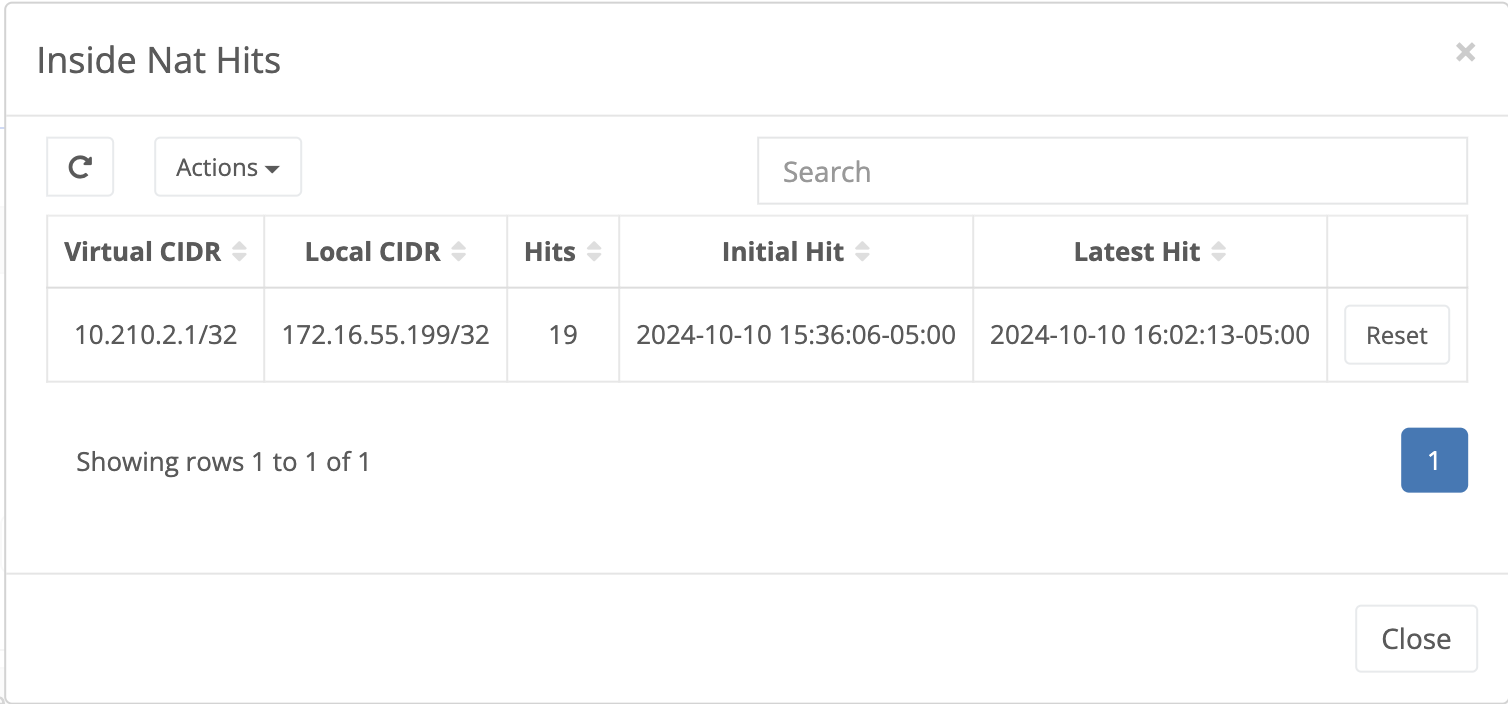 Inside Nat Hits
×
Actions
Search
Virtual CIDR Local CIDR Hits Initial Hit Latest Hit
10.210.2.1/32 172.16.55.199/32 19 2024-10-10 15:36:06-05:00 2024-10-10 16:02:13-05:00 Reset
Showing rows 1 to 1 of 1 1
Close